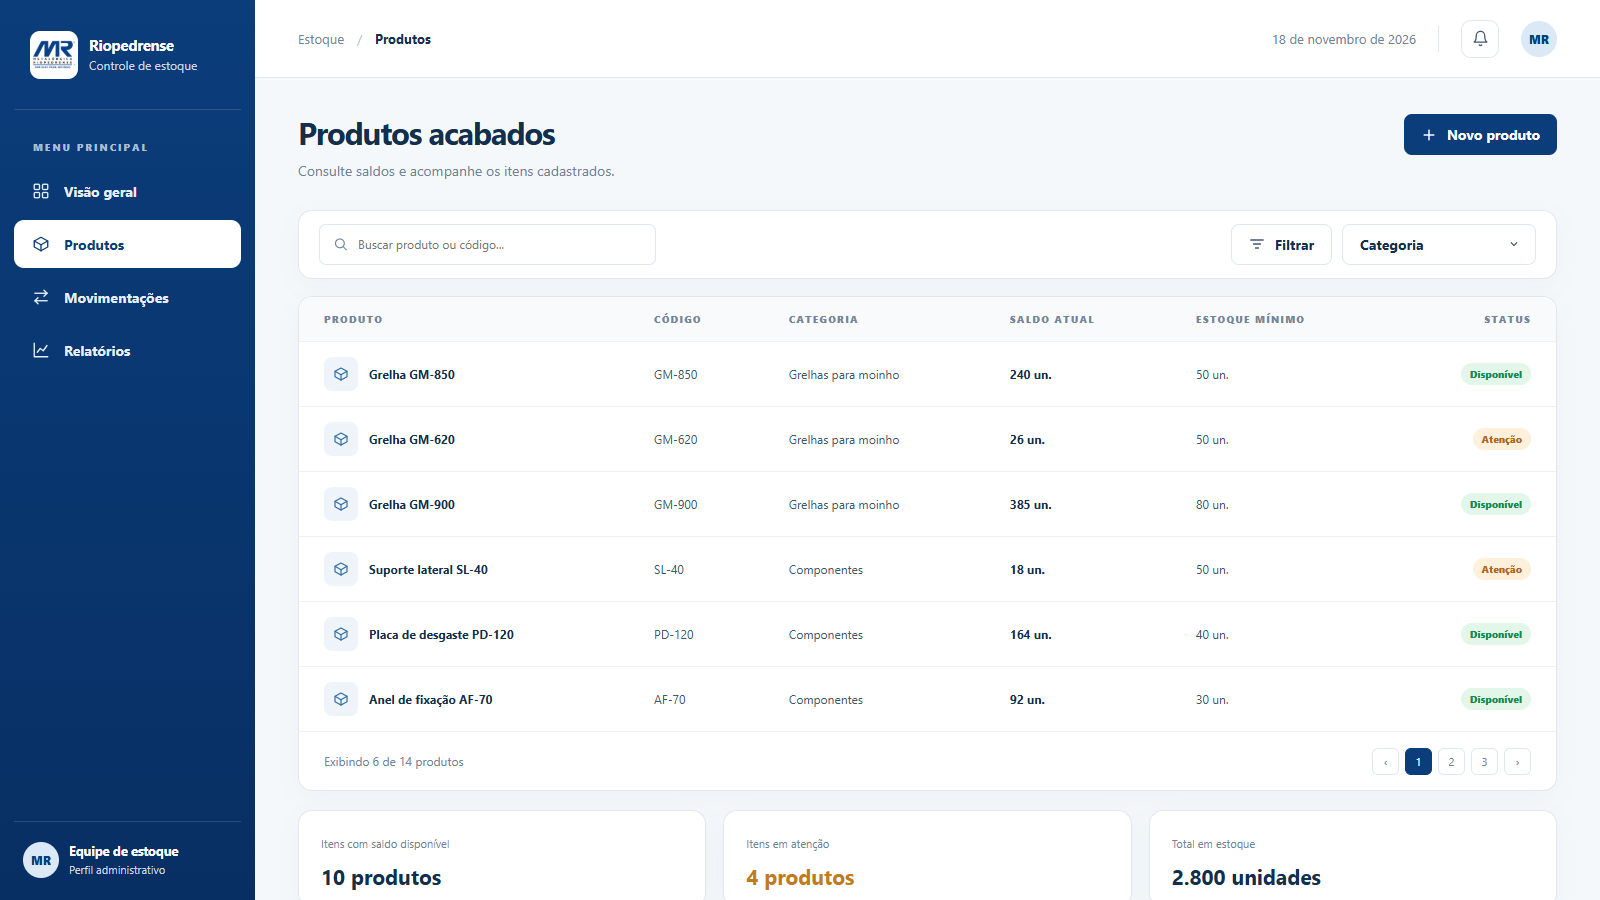 MR
METALÚRGICA
RIOPEDRENSE
Riopedrense
Controle de estoque
MENU PRINCIPAL
Visão geral
Produtos
Movimentações
Relatórios
MR
Equipe de estoque
Perfil administrativo
Estoque / Produtos
18 de novembro de 2026
MR
Produtos acabados
Consulte saldos e acompanhe os itens cadastrados.
+ Novo produto
Buscar produto ou código...
Filtrar
Categoria
PRODUTO CÓDIGO CATEGORIA SALDO ATUAL ESTOQUE MÍNIMO STATUS
Grelha GM-850 GM-850 Grelhas para moinho 240 un. 50 un. Disponível
Grelha GM-620 GM-620 Grelhas para moinho 26 un. 50 un. Atenção
Grelha GM-900 GM-900 Grelhas para moinho 385 un. 80 un. Disponível
Suporte lateral SL-40 SL-40 Componentes 18 un. 50 un. Atenção
Placa de desgaste PD-120 PD-120 Componentes 164 un. 40 un. Disponível
Anel de fixação AF-70 AF-70 Componentes 92 un. 30 un. Disponível
Exibindo 6 de 14 produtos
‹ 1 2 3 ›
Itens com saldo disponível
10 produtos
Itens em atenção
4 produtos
Total em estoque
2.800 unidades